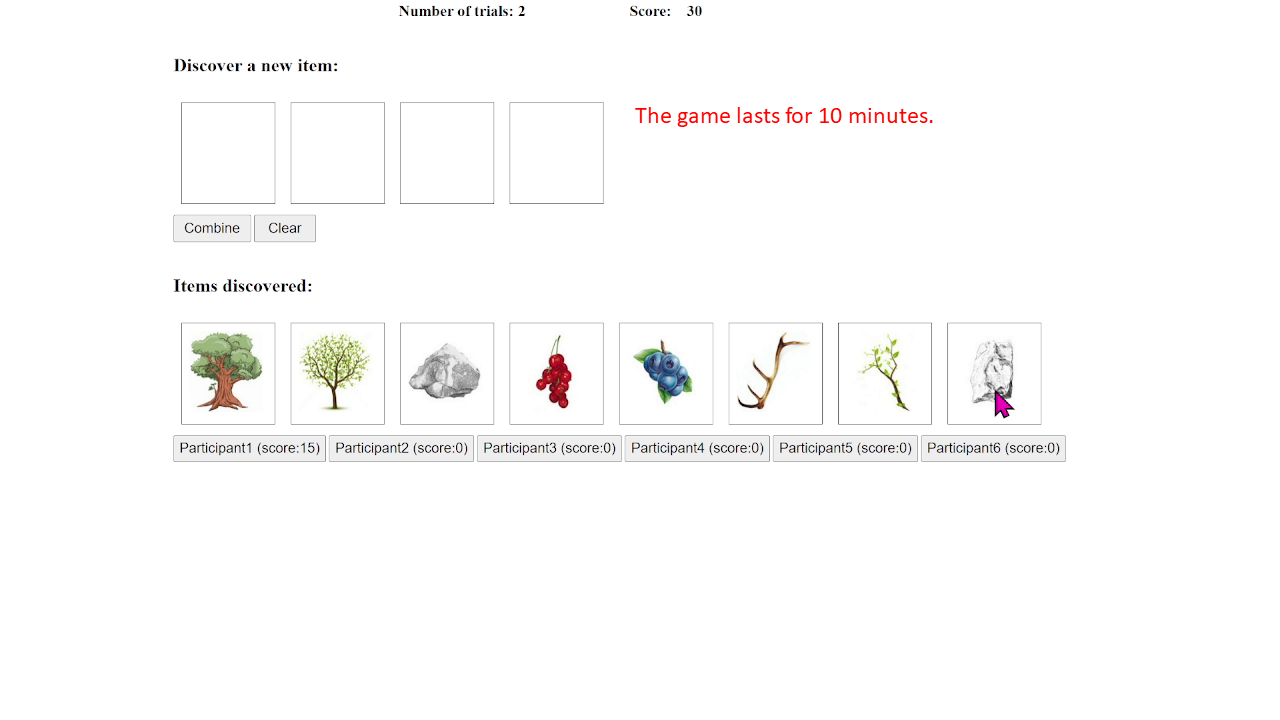 Number of trials: 2 Score: 30
Discover a new item:
The game lasts for 10 minutes.
Combine Clear
Items discovered:
Participant1 (score:15) Participant2 (score:0) Participant3 (score:0) Participant4 (score:0) Participant5 (score:0) Participant6 (score:0)